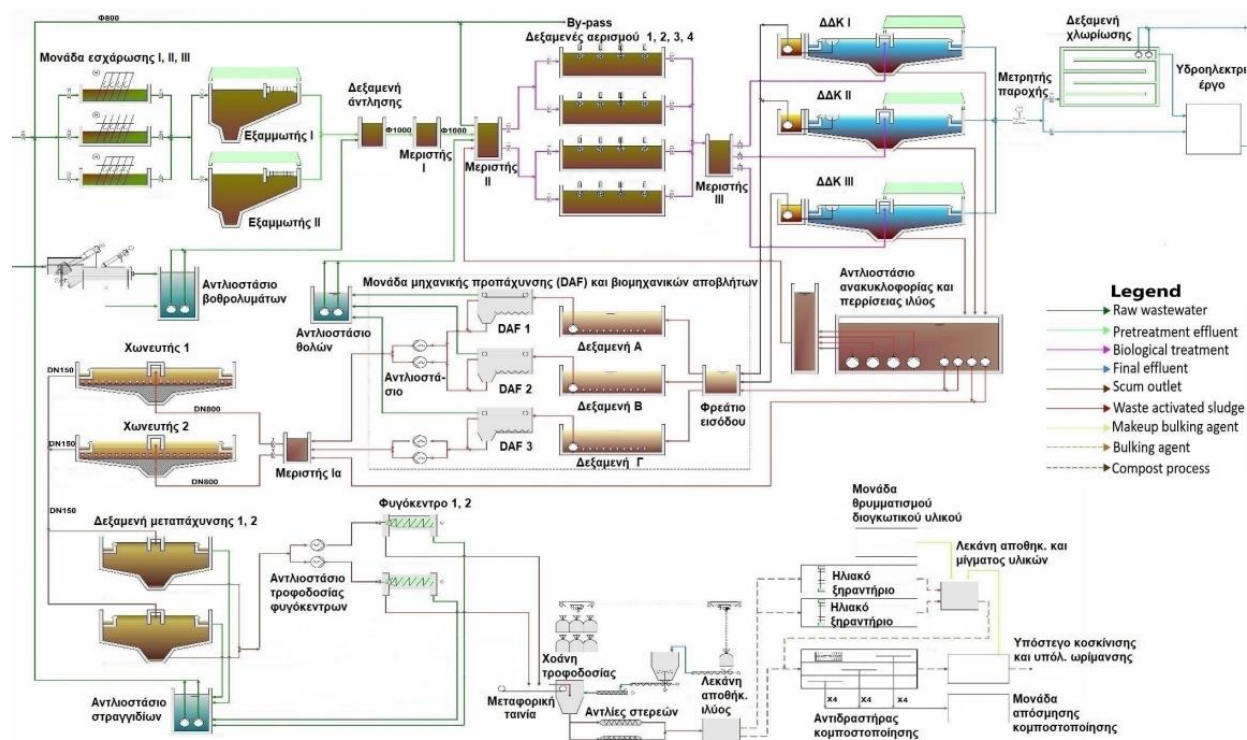 Φ800
By-pass
Δεξαμενές αερισμού 1, 2, 3, 4
ΔΔΚ Ι
Δεξαμενή
χλωρίωσης
Μονάδα εσχάρωσης Ι, ΙΙ, ΙΙΙ
Δεξαμενή
άντλησης
Μετρητής
παροχής
Υδροηλεκτρι
έργο
ΔΔΚ ΙΙ
Εξαμμωτής Ι
Φ1000
Φ1000
Μεριστής
Ι
Μεριστής
ΙΙ
Μεριστής
ΙΙΙ
ΔΔΚ ΙΙΙ
Εξαμμωτής ΙΙ
Αντλιοστάσιο
βοθρολυμάτων
Μονάδα μηχανικής προπάχυνσης (DAF) και βιομηχανικών αποβλήτων
Αντλιοστάσιο
ανακυκλοφορίας και
περρίσειας ιλύος
Αντλιοστάσιο
θολών
DAF 1
Δεξαμενή Α
Legend
Raw wastewater
Pretreatment effluent
Biological treatment
Final effluent
Scum outlet
Waste activated sludge
Makeup bulking agent
Bulking agent
Compost process
Χωνευτής 1
DN150
Αντλιοστά-
σιο
DAF 2
Δεξαμενή Β
Φρεάτιο
εισόδου
DN800
Χωνευτής 2
DN150
DAF 3
Δεξαμενή Γ
Μεριστής Ια
DN800
DN150
Δεξαμενή μεταπάχυνσης 1, 2
Φυγόκεντρο 1, 2
Μονάδα
θρυμματισμού
διογκωτικού υλικού
Λεκάνη αποθηκ. και
μίγματος υλικών
Αντλιοστάσιο
τροφοδοσίας
φυγόκεντρων
Ηλιακό
ξηραντήριο
Ηλιακό
ξηραντήριο
Υπόστεγο κοσκίνισης
και υπόλ. ωρίμανσης
Χοάνη
τροφοδοσίας
Μεταφορική
ταινία
Λεκάνη
αποθήκ.
ιλύος
Αντλίες στερεών
Αντλιοστάσιο
στραγγιδίων
X4
X4
X4
Αντιδραστήρας
κομποστοποίησης
Μονάδα
απόσμησης
κομποστοποίησης